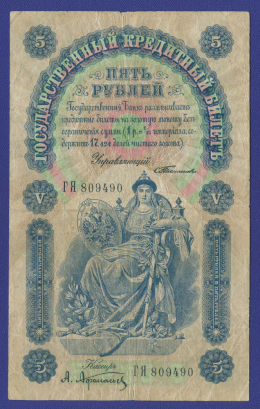 5 5
ГОСУДАРСТВЕННЫЙ КРЕДИТНЫЙ БИЛЕТЪ
ПЯТЬ
РУБЛЕЙ
Государственный Банкъ размѣниваетъ
кредитные билеты на золотую монету безъ
ограниченія суммы (1 р. = 1/15 имперіала, со-
держитъ 17,424 долей чистаго золота)
Управляющій
ГЯ 809490
V V
ГЯ 809490
Кассиръ
5 5